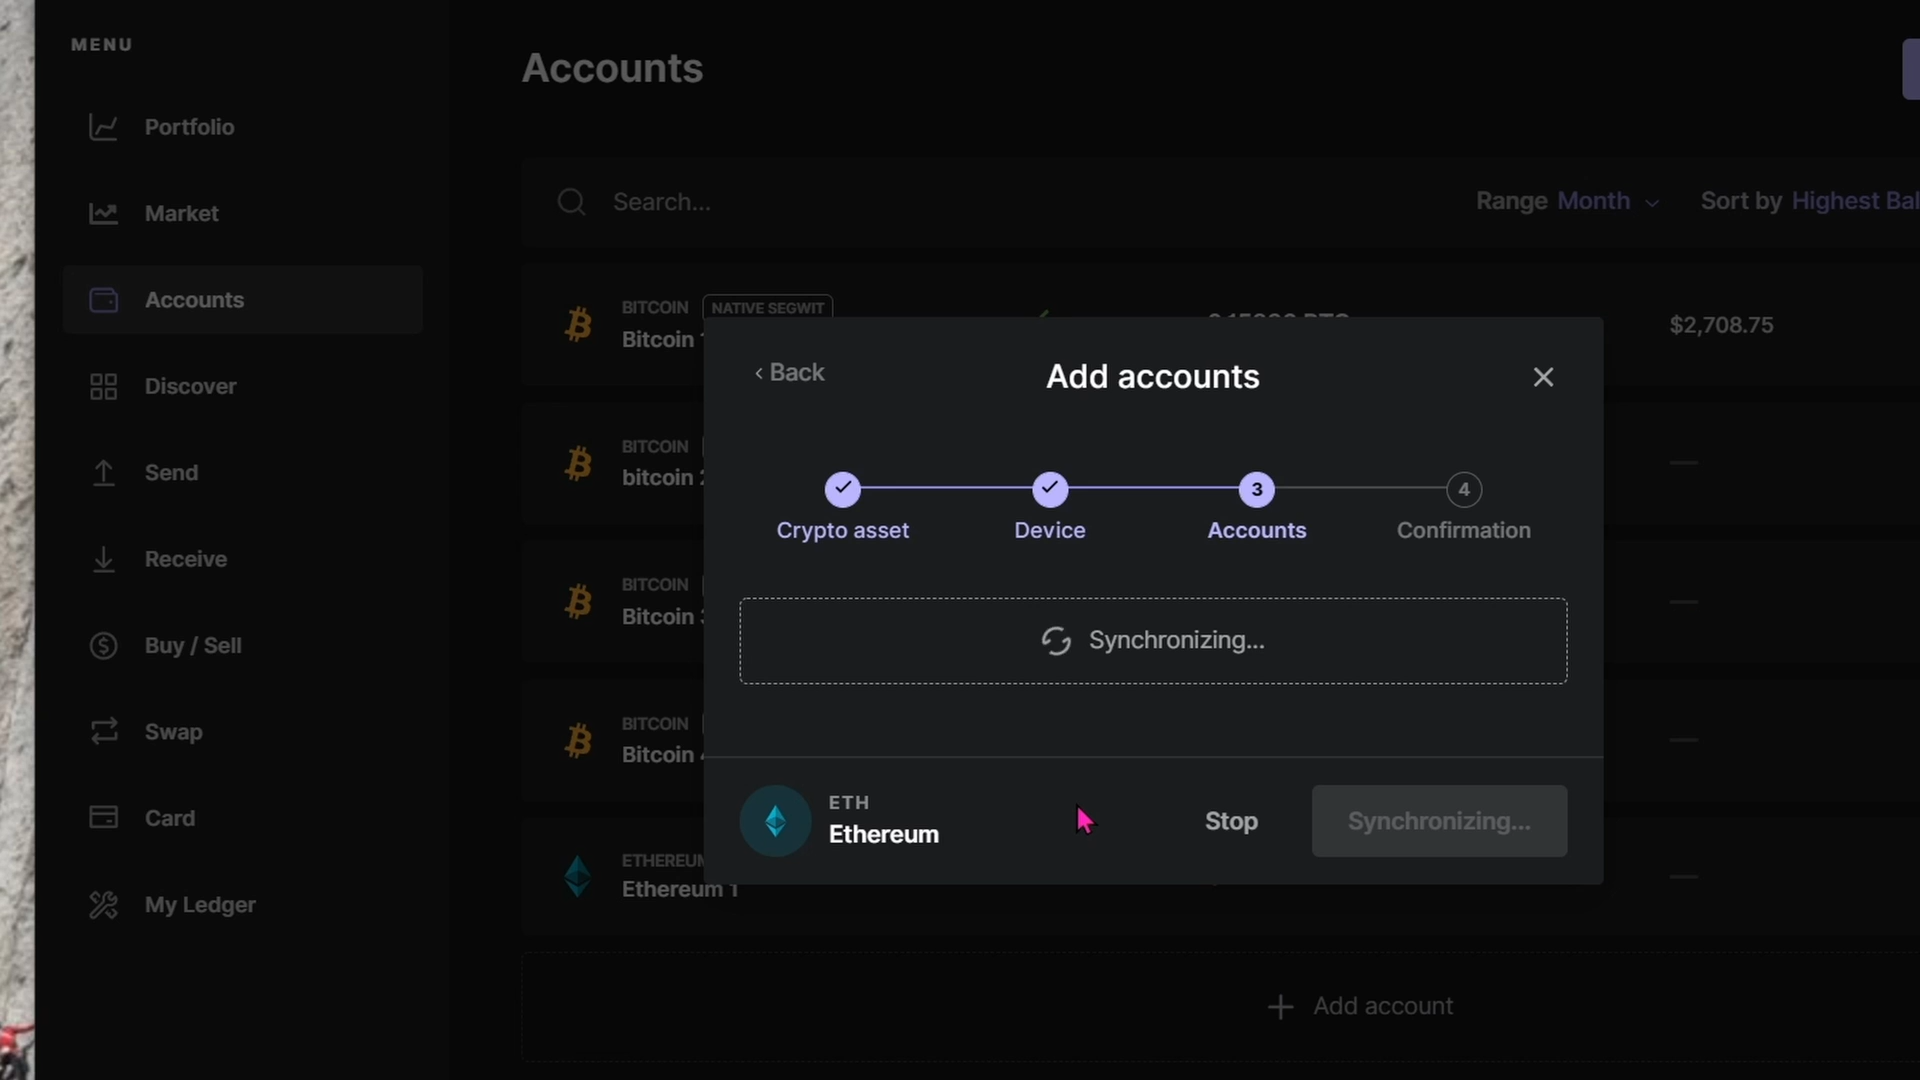 MENU
Portfolio
Market
Accounts
Discover
Send
Receive
Buy / Sell
Swap
Card
My Ledger
Accounts
Search...
Range Month
Sort by Highest
BITCOIN NATIVE SEGWIT
Bitcoin
$2,708.75
BITCOIN
bitcoin
BITCOIN
Bitcoin
BITCOIN
Bitcoin
ETHEREUM
Ethereum 1
Add account
Back
Add accounts
Crypto asset
Device
3
Accounts
4
Confirmation
Synchronizing...
ETH
Ethereum
Stop
Synchronizing...